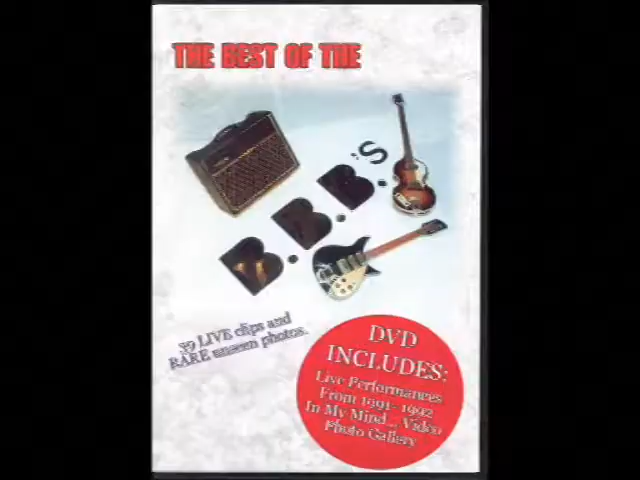 THE BEST OF THE
B.B.B.'S
39 LIVE clips and
RARE unseen photos.
DVD
INCLUDES:
Live Performances
From 1991- 1992
In My Mind... Video
Photo Gallery